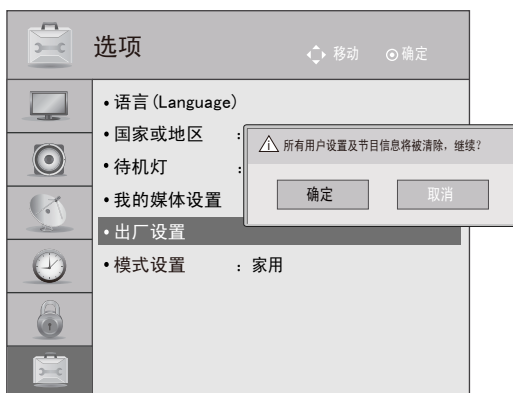 选项
移动 确定
•语言(Language)
•国家或地区 :
所有用户设置及节目信息将被清除，继续?
•待机灯 :
确定 取消
•我的媒体设置
•出厂设置
•模式设置 : 家用